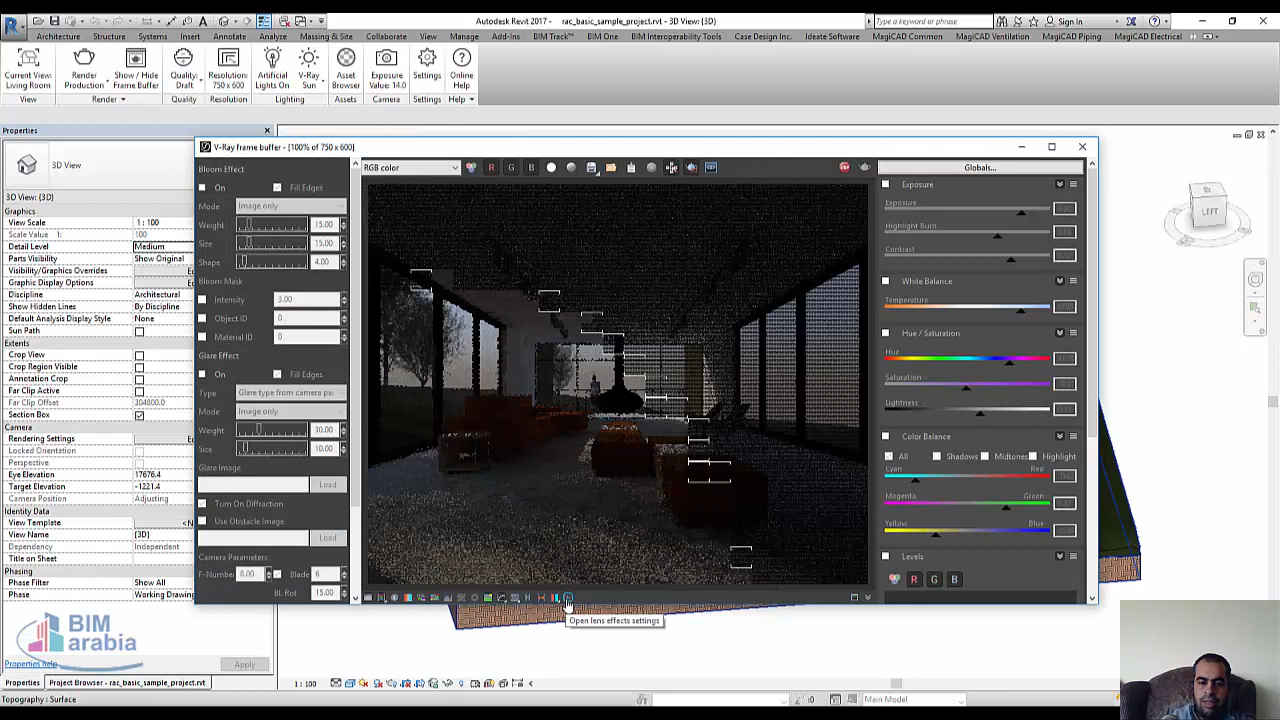 Autodesk Revit 2017 - rac_basic_sample_project.rvt - 3D View: {3D}
Type a keyword or phrase
Sign In
Architecture Structure Systems Insert Annotate Analyze Massing & Site Collaborate View Manage Add-Ins BIM Track™ BIM One BIM Interoperability Tools Case Design Inc. Ideate Software MagiCAD Common MagiCAD Ventilation MagiCAD Piping MagiCAD Electrical
Current View: Living Room
Render Production
Show / Hide Frame Buffer
Quality: Draft
Resolution: 750 x 600
Artificial Lights On
V-Ray Sun
Asset Browser
Exposure Value: 14.0
Settings
Online Help
View Render Quality Resolution Lighting Assets Camera Settings Help
Properties
3D View
3D View: {3D}
Graphics
View Scale 1 : 100
Scale Value 1: 100
Detail Level Medium
Parts Visibility Show Original
Visibility/Graphics Overrides
Graphic Display Options
Discipline Architectural
by Discipline
Default Analysis Display Style None
Sun Path
Extents
Crop View
Crop Region Visible
Annotation Crop
Far Clip Offset 304800.0
Section Box
Camera
Rendering Settings
Locked Orientation
Perspective
Eye Elevation 17676.4
Target Elevation -1221.4
Camera Position Adjusting
Identity Data
View Template
View Name {3D}
Dependency Independent
Title on Sheet
Phasing
Phase Filter Show All
Phase Working Drawings
BIM
arabia
Properties help
Apply
Properties
Project Browser - rac_basic_sample_project.rvt
Topography : Surface
V-Ray frame buffer - [100% of 750 x 600]
Bloom Effect
On Fill Edges
Mode Image only
Weight 15.00
Size 15.00
Shape 4.00
Bloom Mask
Intensity 3.00
Object ID 0
Material ID 0
Glare Effect
On Fill Edges
Type Glare type from camera pa
Mode Image only
Weight 30.00
Size 10.00
Glare Image
Load
Turn On Diffraction
Use Obstacle Image
Load
Camera Parameters:
F-Number 8.00 Blade 6
Bl. Rot 15.00
RGB color
R G B
Globals...
Exposure
Exposure
Highlight Burn
Contrast
White Balance
Temperature
Hue / Saturation
Hue
Saturation
Lightness
Color Balance
All Shadows Midtones Highlight
Cyan Red
Magenta Green
Yellow Blue
Levels
R G B
Open lens effects settings
LEFT
1 : 100
:0
Main Model